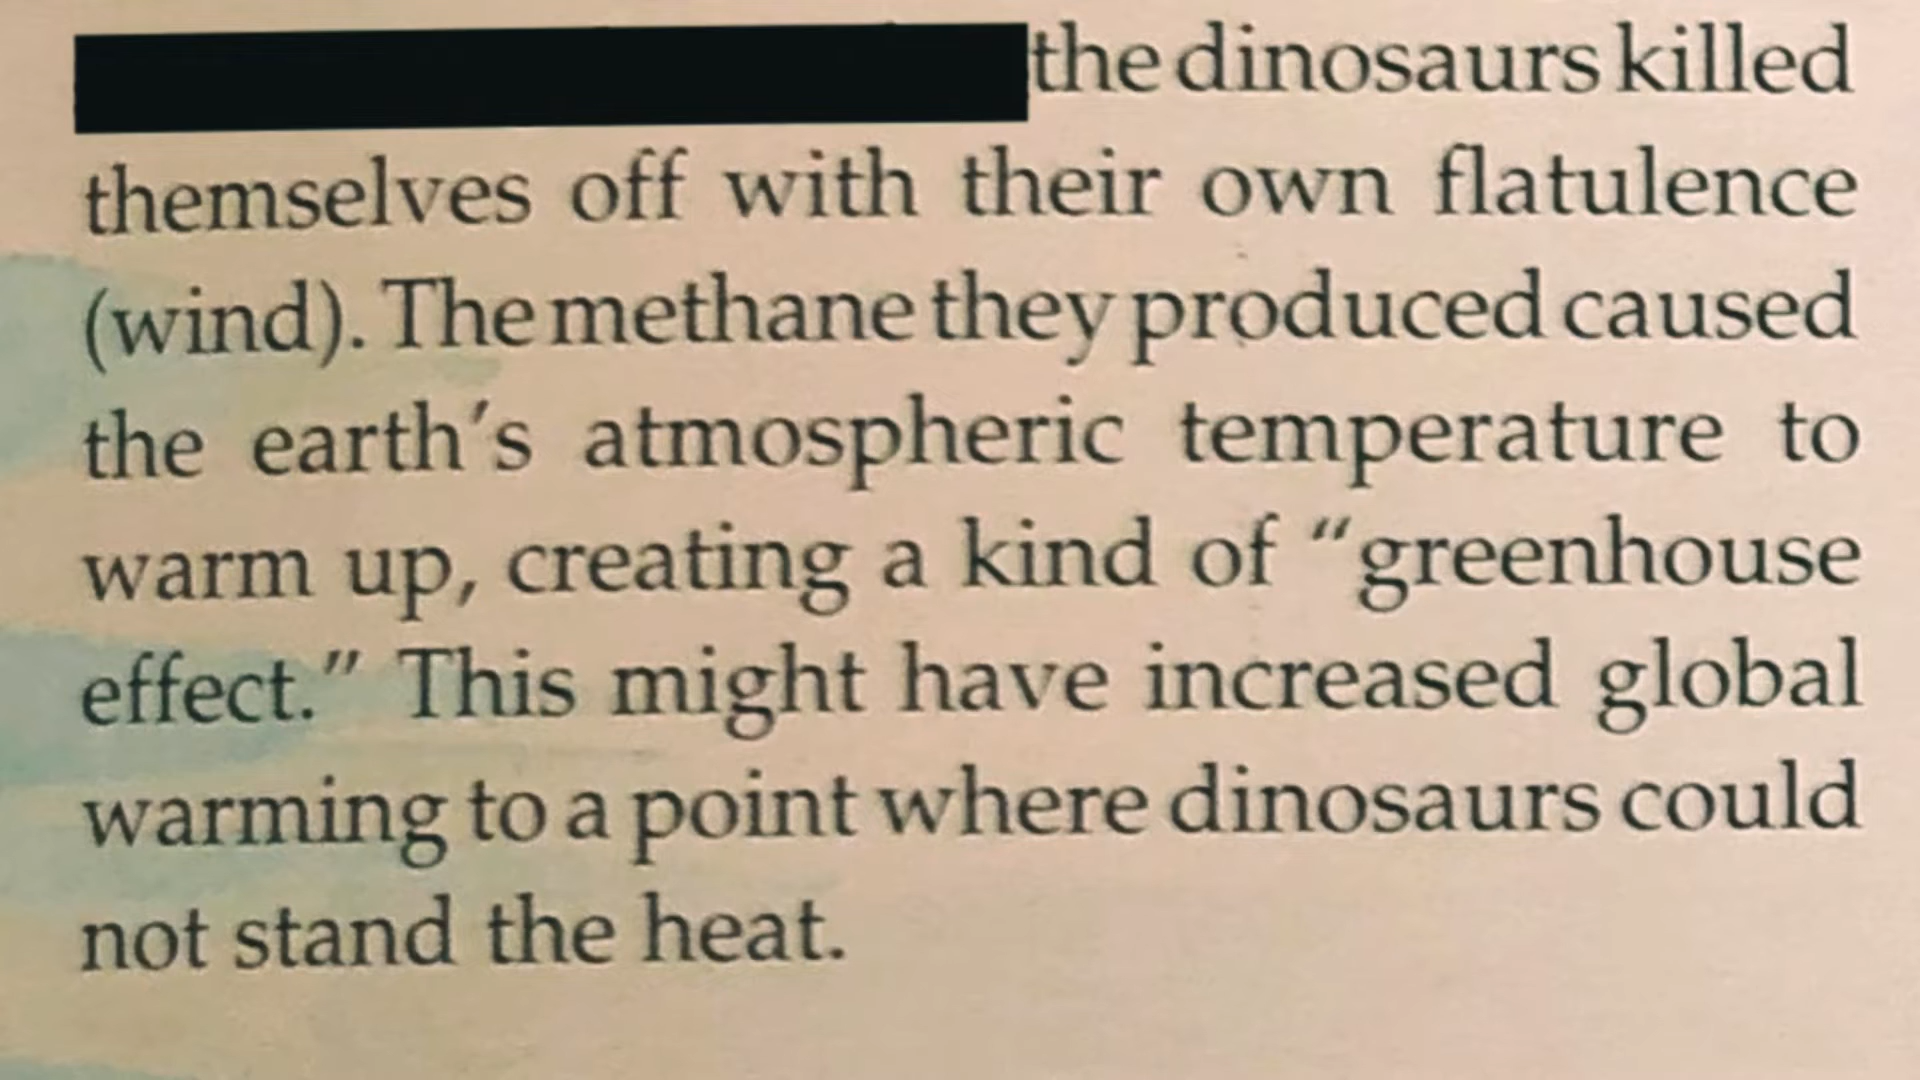 the dinosaurs killed
themselves off with their own flatulence
(wind). The methane they produced caused
the earth's atmospheric temperature to
warm up, creating a kind of "greenhouse
effect." This might have increased global
warming to a point where dinosaurs could
not stand the heat.